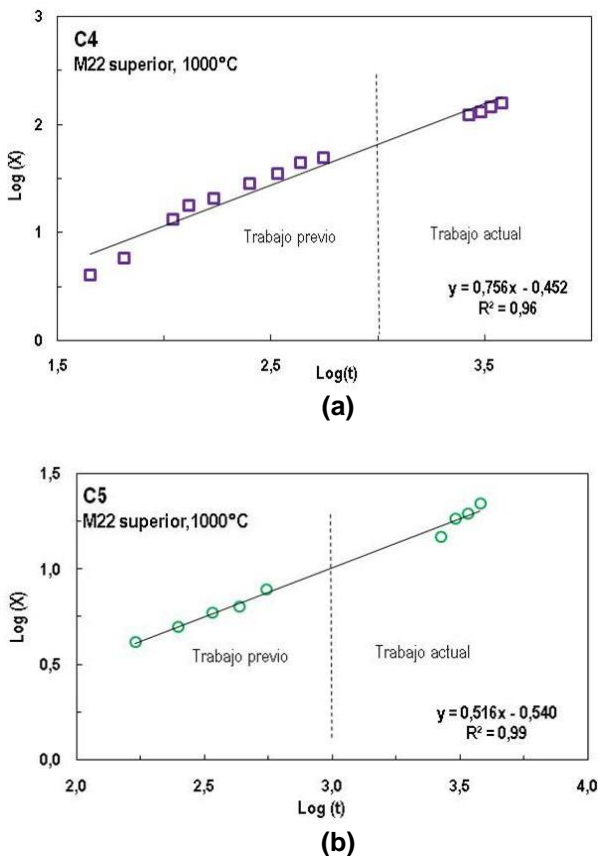 3
C4
M22 superior, 1000°C
2
Log (X)
1
Trabajo previo
Trabajo actual
y = 0,756x - 0,452
R² = 0,96
0
1,5
2,5
3,5
Log(t)
(a)
1,5
C5
M22 superior,1000°C
1,0
Log (X)
0,5
Trabajo previo
Trabajo actual
y = 0,516x - 0,540
R² = 0,99
0,0
2,0
2,5
3,0
3,5
4,0
Log (t)
(b)